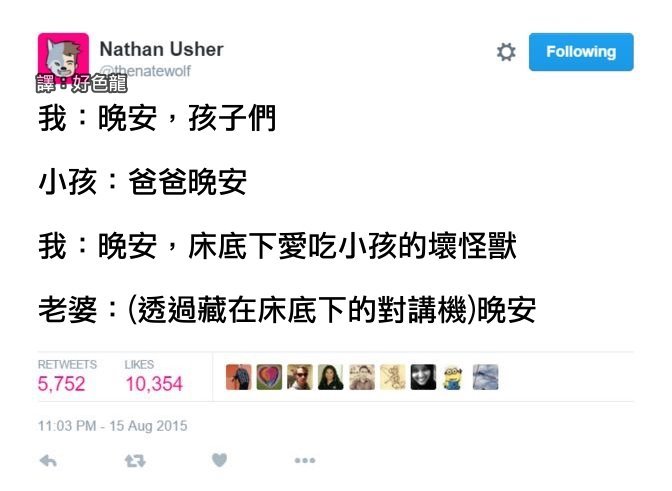 Nathan Usher
Following
@thenatewolf
譯：好色龍
我：晚安，孩子們
小孩：爸爸晚安
我：晚安，床底下愛吃小孩的壞怪獸
老婆：(透過藏在床底下的對講機)晚安
RETWEETS
LIKES
5,752
10,354
11:03 PM - 15 Aug 2015